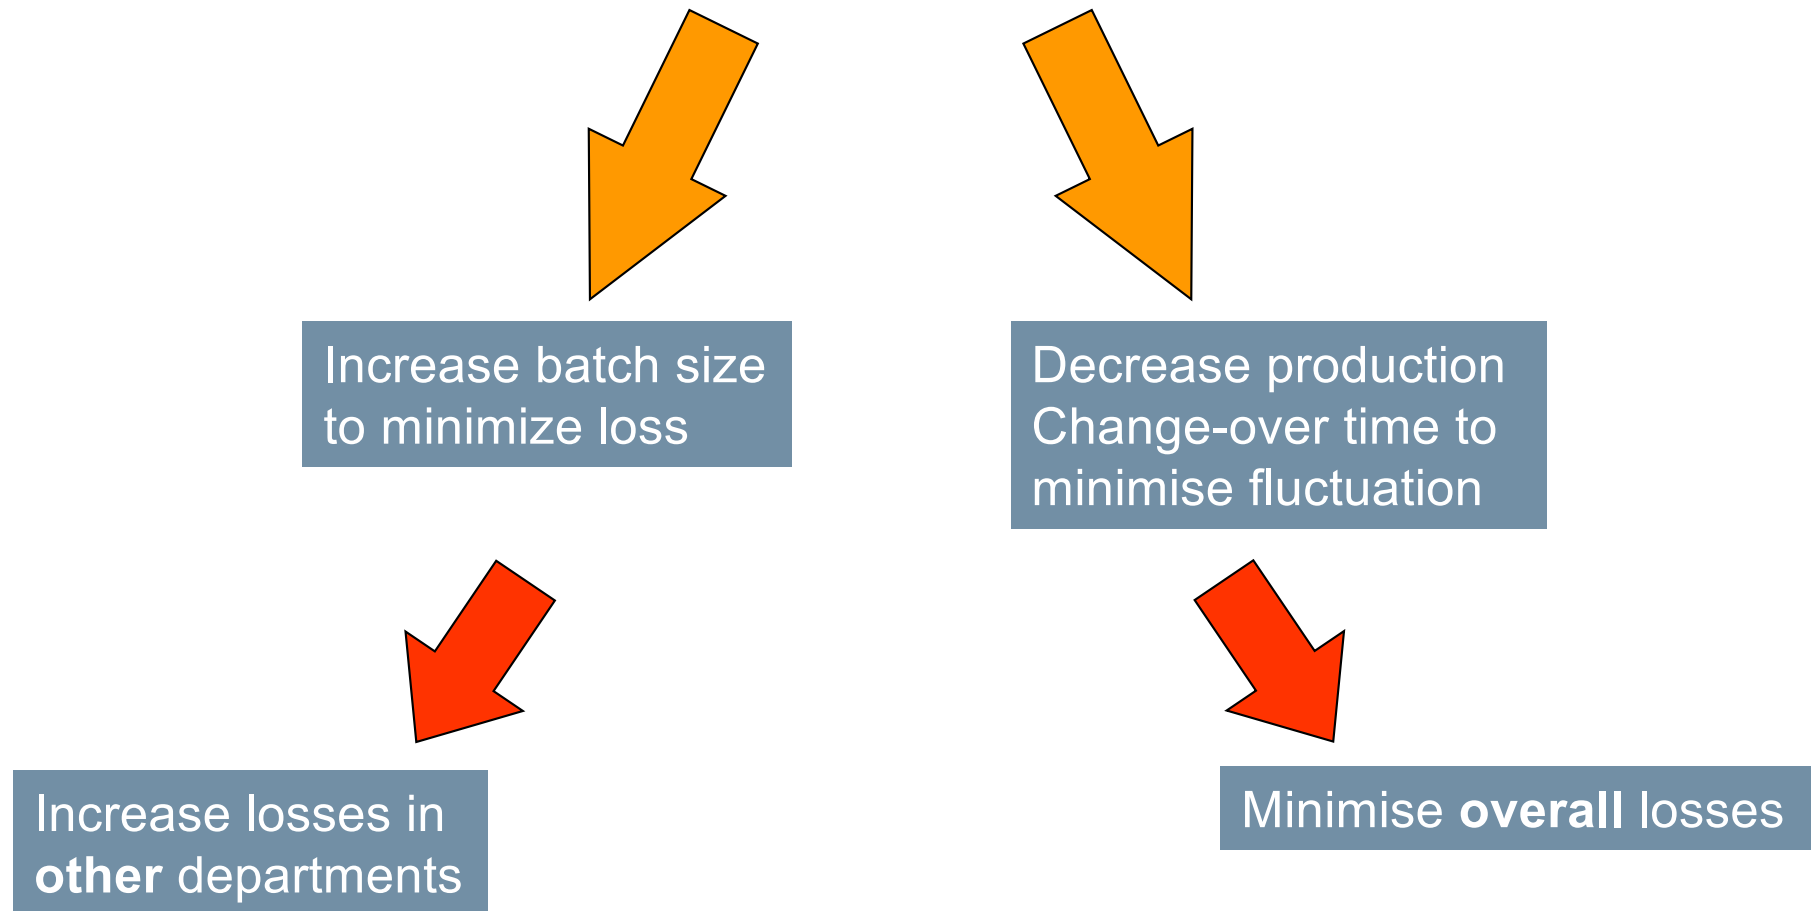 Increase batch size
to minimize loss
Decrease production
Change-over time to
minimise fluctuation
Increase losses in
other departments
Minimise overall losses